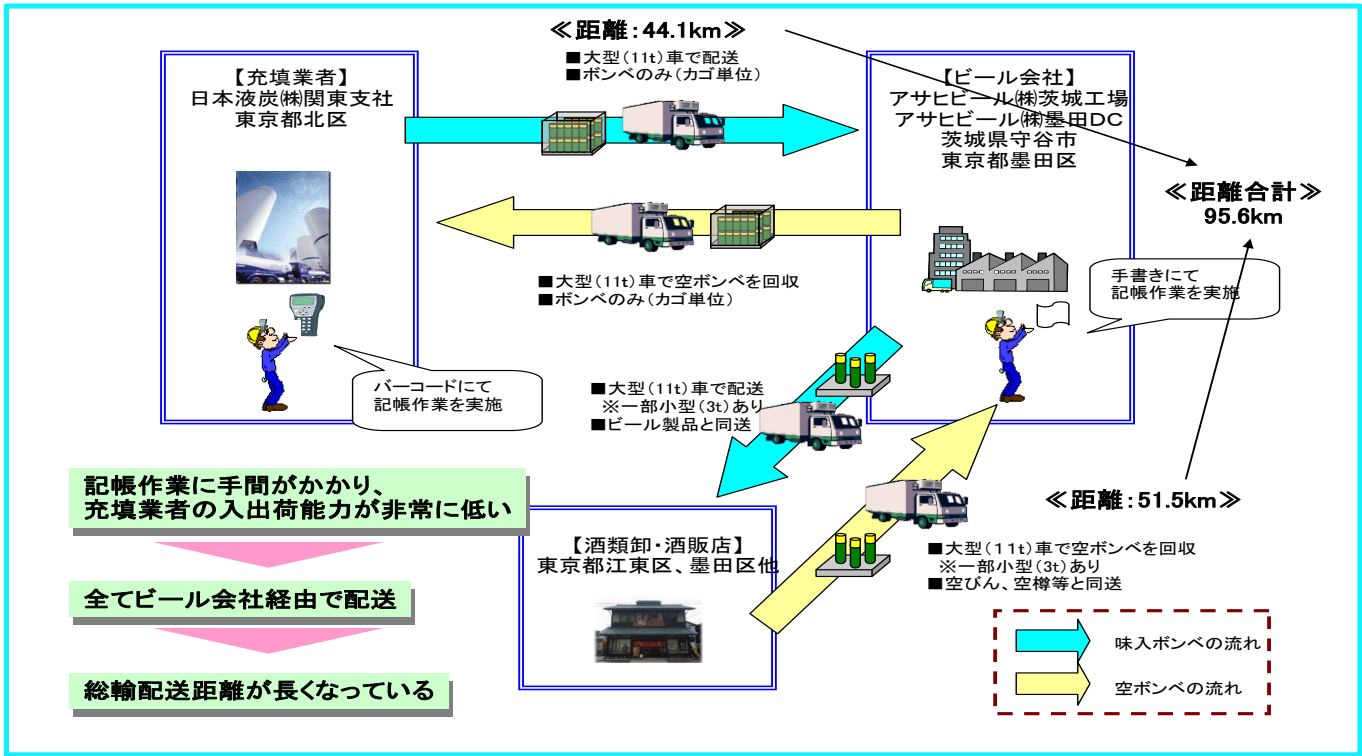 ≪距離：44.1km≫
■大型（11t）車で配送
■ボンベのみ（カゴ単位）
【充填業者】
日本液炭㈱関東支社
東京都北区
【ビール会社】
アサヒビール㈱茨城工場
アサヒビール㈱墨田DC
茨城県守谷市
東京都墨田区
≪距離合計≫
95.6km
■大型（11t）車で空ボンベを回収
■ボンベのみ（カゴ単位）
手書きにて
記帳作業を実施
バーコードにて
記帳作業を実施
■大型（11t）車で配送
※一部小型（3t）あり
■ビール製品と同送
記帳作業に手間がかかり、
充填業者の入出荷能力が非常に低い
全てビール会社経由で配送
総輸配送距離が長くなっている
【酒類卸・酒販店】
東京都江東区、墨田区他
≪距離：51.5km≫
■大型（11t）車で空ボンベを回収
※一部小型（3t）あり
■空びん、空樽等と同送
味入ボンベの流れ
空ボンベの流れ